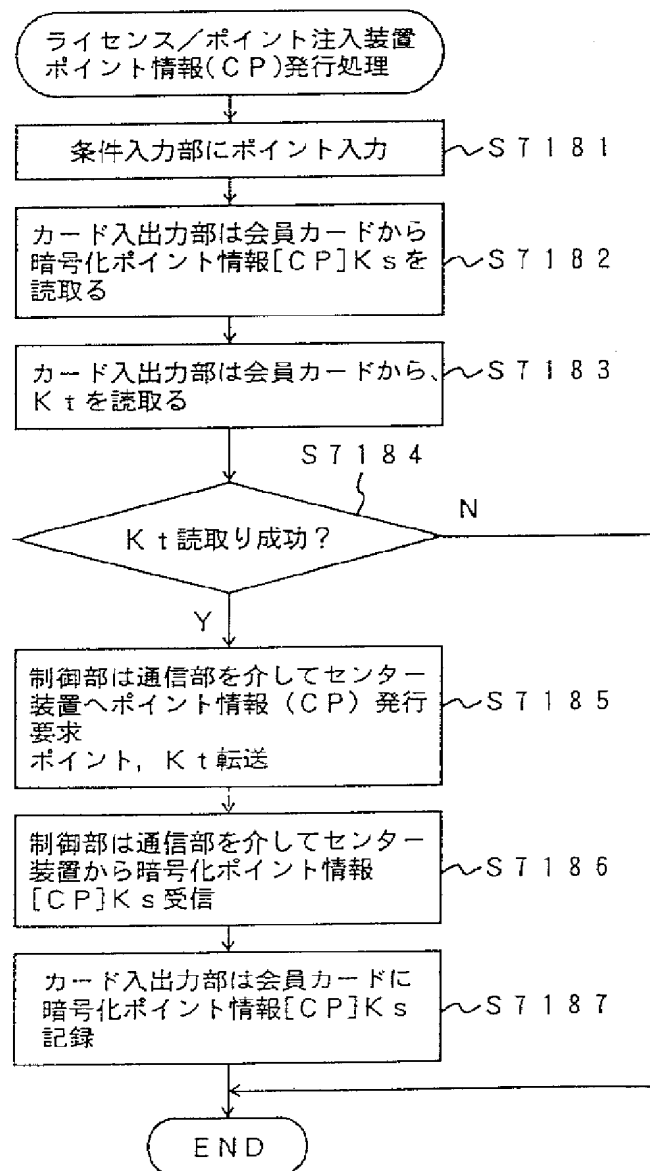 ライセンス／ポイント注入装置
ポイント情報(CP)発行処理
条件入力部にポイント入力
S7181
カード入出力部は会員カードから
暗号化ポイント情報[CP]Ksを
読取る
S7182
カード入出力部は会員カードから、
Ktを読取る
S7183
S7184
Kt読取り成功？
N
Y
制御部は通信部を介してセンター
装置へポイント情報（CP）発行
要求
ポイント，Kt転送
S7185
制御部は通信部を介してセンター
装置から暗号化ポイント情報
[CP]Ks受信
S7186
カード入出力部は会員カードに
暗号化ポイント情報[CP]Ks
記録
S7187
END